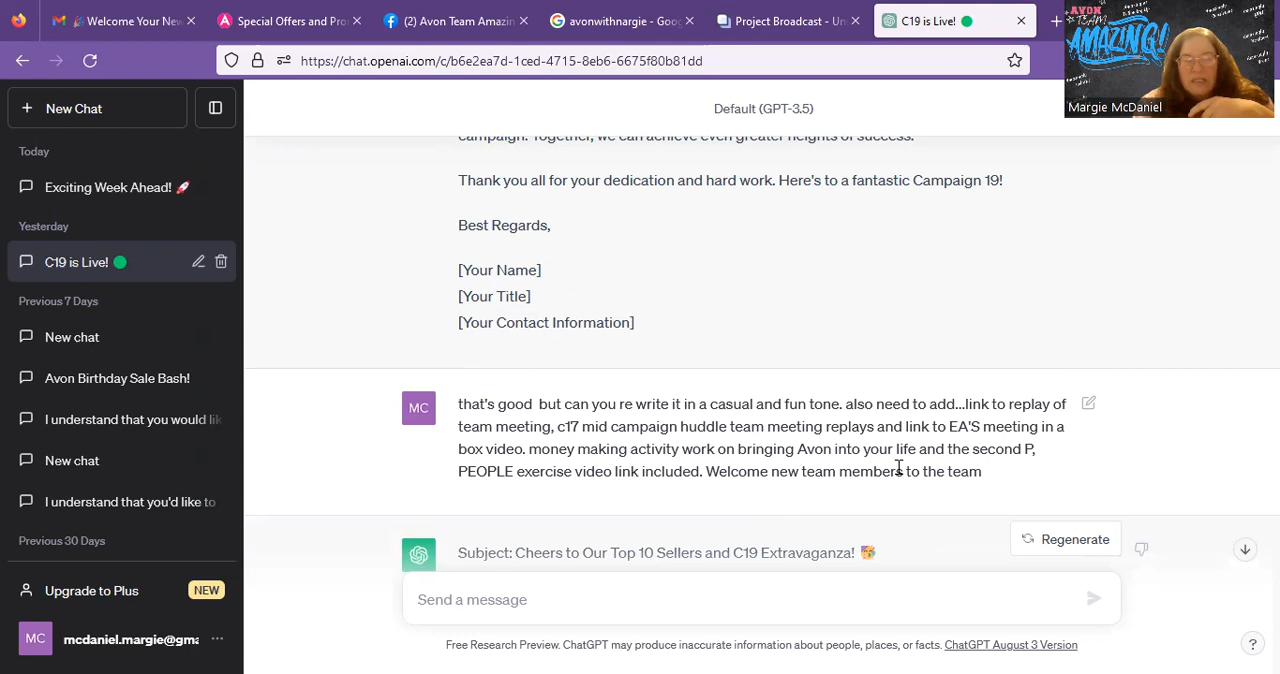 🎉 Welcome Your New
Special Offers and Pro
(2) Avon Team Amazin
avonwithnargie - Goo
Project Broadcast - Un
C19 is Live!
https://chat.openai.com/c/b6e2ea7d-1ced-4715-8eb6-6675f80b81dd
AVON
TEAM
AMAZING!
Margie McDaniel
New Chat
Default (GPT-3.5)
Today
Exciting Week Ahead! 🚀
Yesterday
C19 is Live!
Previous 7 Days
New chat
Avon Birthday Sale Bash!
I understand that you would lik
New chat
I understand that you'd like to
Previous 30 Days
Upgrade to Plus
NEW
MC
mcdaniel.margie@gma
...
campaign. Together, we can achieve even greater heights of success.
Thank you all for your dedication and hard work. Here's to a fantastic Campaign 19!
Best Regards,
[Your Name]
[Your Title]
[Your Contact Information]
MC
that's good but can you re write it in a casual and fun tone. also need to add...link to replay of
team meeting, c17 mid campaign huddle team meeting replays and link to EA'S meeting in a
box video. money making activity work on bringing Avon into your life and the second P,
PEOPLE exercise video link included. Welcome new team members to the team
Subject: Cheers to Our Top 10 Sellers and C19 Extravaganza! 🥳
Regenerate
Send a message
Free Research Preview. ChatGPT may produce inaccurate information about people, places, or facts. ChatGPT August 3 Version
?